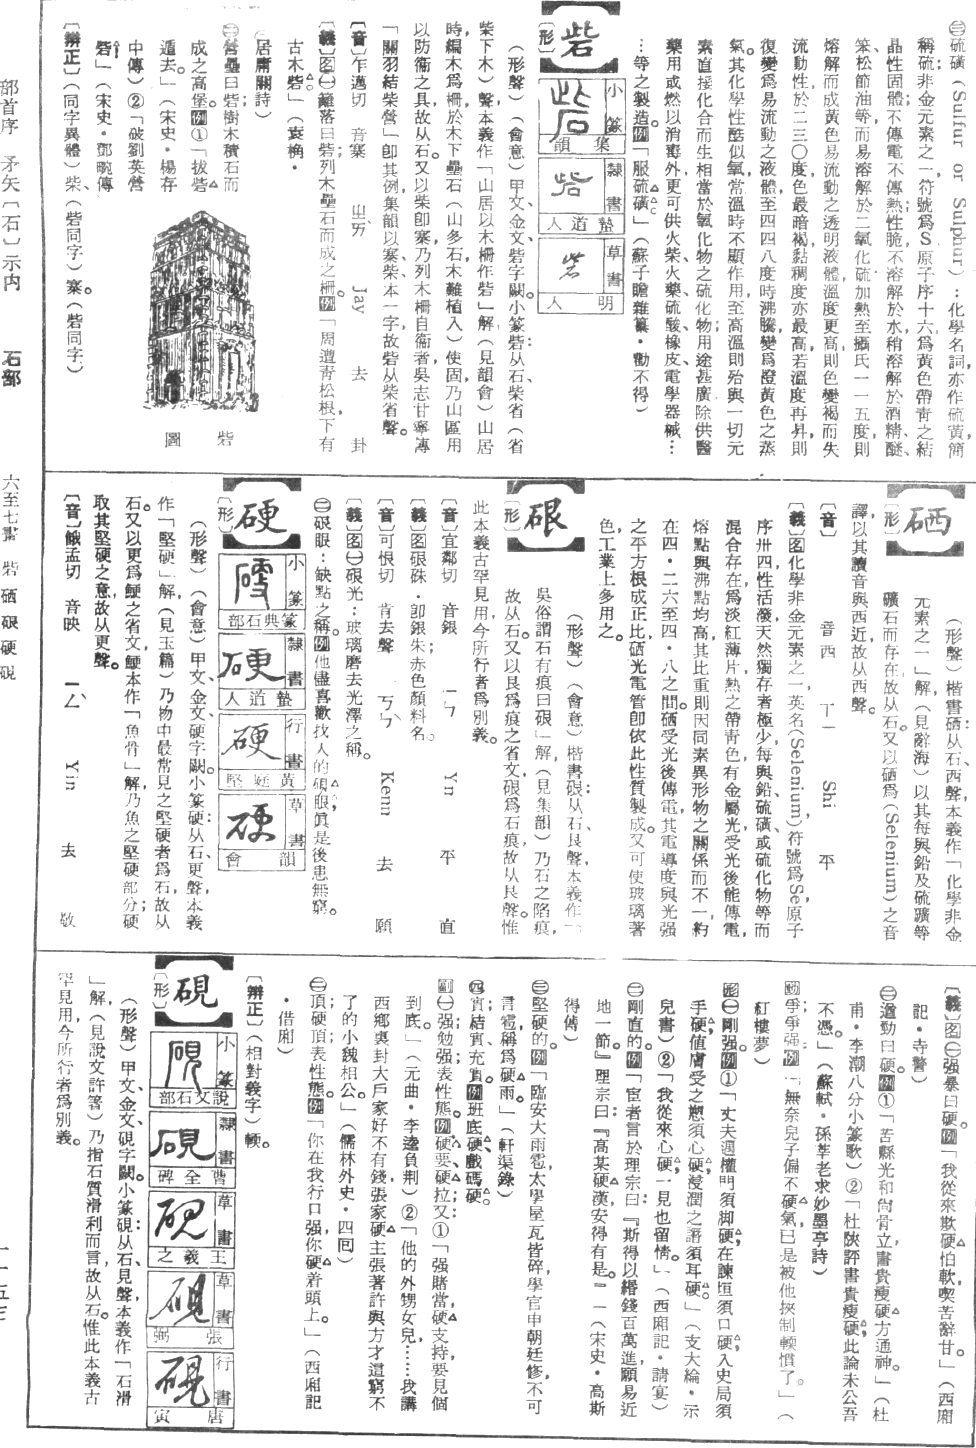 ㊂硫磺(Sulfur or Sulphur)：化學名詞亦作硫黃簡
稱硫非金元素之一符號爲S原子序十六爲黃色帶靑之結
晶性固體不傳電不傳熱性脆不溶解於水稍溶解於酒精、醚、
笨、松節油等而易溶解於二氧化硫加熱至攝氏一一五度則
熔解而成黃色易流動之透明液體溫度更高則色變褐而失
流動性於二三〇度色最暗褐黏稠度亦最高若溫度再昇則
復變爲易流動之液體至四四八度時沸騰變爲橙黃色之蒸
氣其化學性酷似氧常溫時不顯作用至高溫則殆與一切元
素直接化合而生相當於氧化物之硫化物用途甚廣除供醫
藥用或燃以消毒外更可供火柴火藥硫酸橡皮電學器械…
…等之製造。例「服硫磺」(蘇子瞻雜纂・勸不得)
砦
〔形〕
小篆 集韻
隸書 蟄道人
草書 明人
(形聲)(會意)甲文金文砦字闕。小篆砦从石、柴省(省
柴下木)聲，本義作「山居以木柵作砦」解(見韻會)山居
時編木爲柵於木下壘石(山多石木難植入)使固乃山區用
以防衞之具故从石。又以柴卽寨乃列木柵自衞者吳志甘寧傳
「關羽結柴營」卽其例集韻以寨柴本一字故砦从柴省聲。
〔音〕乍邁切 音寨 ㄓㄞ Jay 去 卦
〔義〕图㊀籬落曰砦；列木壘石而成之柵例「周遭靑松根下有
古木砦。」(袁桷・
居庸關詩)
㊁營壘曰砦；樹木積石而
成之高堡。例①「拔砦
遁去。」(宋史・楊存
中傳)②「破劉英營
砦」(宋史・鄧畹傳
〔辨正〕(同字異體)柴、(砦同字)寨。(砦同字)
砦圖
硒
〔形〕
(形聲)楷書硒：从石西聲，本義作「化學非金
元素之一」解(見辭海)以其每與鉛及硫礦等
礦石而存在故从石。又以硒爲(Selenium)之音
譯以其讀音與西近故从西聲。
〔音〕 音西 ㄒㄧ Shi 平
〔義〕图化學非金元素之一，英名(Selenium)符號爲Se原子
序卅四性活潑天然獨存者極少，每與鉛硫磺或硫化物等而
混合存在爲淡紅薄片熱之帶青色有金屬光受光後能傳電，
熔點與沸點均高其比重則因同素異形物之關係而不一，約
在四・二六至四・八之間。硒受光後傳電其電導度與光强
之平方根成正比硒光電管卽依此性質製成。又可使玻璃著
色工業上多用之。
硍
〔形〕
(形聲)(會意)楷書硍：从石、艮聲，本義作「
吳俗謂石有痕曰硍」解(見集韻)乃石之陷痕，
故从石。又以艮爲痕之省文硍爲石痕，故从艮聲。惟
此本義古罕見用今所行者爲別義。
〔音〕宜鄰切 音銀 ㄧㄣ Yn 平 眞
〔義〕图硍硃・卽銀朱；赤色顏料名。
〔音〕可恨切 肯去聲 ㄎㄣ Kenn 去 願
〔義〕图㊀硍光：玻璃磨去光澤之稱。
㊁硍眼：缺點之稱。例他儘喜歡找人的硍眼眞是後患無窮。
硬
〔形〕
小篆 篆典石部
隸書 蟄道人
行書 黃庭堅
草書 韻會
(形聲)(會意)甲文金文硬字闕。小篆硬：从石、更聲，本義
作「堅硬」解(見玉篇)乃物中最常見之堅硬者爲石，故从
石。又以更爲鯁之省文鯁本作「魚骨」解乃魚之堅硬部分；硬
取其堅硬之意，故从更聲。
〔音〕餓孟切 音映 ㄧㄥ Ynq 去 敬
〔義〕图㊀强暴曰硬。例「我從來欺硬怕軟，喫苦辭甘。」(西廂
記・寺警)
㊁遒勁曰硬。例①「苦縣光和尙骨立，書貴瘦硬方通神。」(杜
甫・李潮八分小篆歌)②「杜陵評書貴瘦硬，此論未公吾
不憑。」(蘇軾・孫莘老求妙墨亭詩)
動爭强。例「無奈兒子偏不硬氣，已是被他挾制輭慣了。」(
紅樓夢)
形㊀剛强。例①「丈夫邁權門須脚硬，在諫垣須口硬，入史局須
手硬，値膚受之愬須心硬，浸潤之譖須耳硬。」(支大綸・示
兒書)②「我從來心硬，一見也留情。」(西廂記・請宴)
㊁剛直的。例「宦者言於理宗曰：『斯得以緡錢百萬進願易近
地一節。』理宗曰：『高某硬漢安得有是。』」(宋史・高斯
得傳)
㊂堅硬的。例「臨安大雨雹太學屋瓦皆碎，學官申朝廷修，不可
言雹，稱爲硬雨。」(軒渠錄)
㊃實結；實；充實。例班底硬、戲碼硬。
副㊀强勉强；表性態。例硬要、硬拉。又①「强賭當硬支持，要見個
到底。」(元曲・李逵負荆)②「他的外甥女兒……我講
了的小魏相公。」(儒林外史・四回)
西鄉裏封大戶家好不有錢張家硬主張著許與方才這窮不
㊁頂；硬頂；表性態。例「你在我行口强，你硬着頭上。」(西廂記
・借廂)
〔辨正〕(相對義字)輭。
硯
〔形〕
小篆 說文石部
隸書 曹全碑
草書 王羲之
草書 張弼
行書 唐寅
(形聲)甲文金文硯字闕。小篆硯：从石、見聲，本義作「石滑
」解(見說文許箸)乃指石質滑利而言，故从石。惟此本義古
罕見用今所行者爲別義。
部首序 矛矢〔石〕示內 石部 六至七畫 砦硒硍硬硯 一一五七